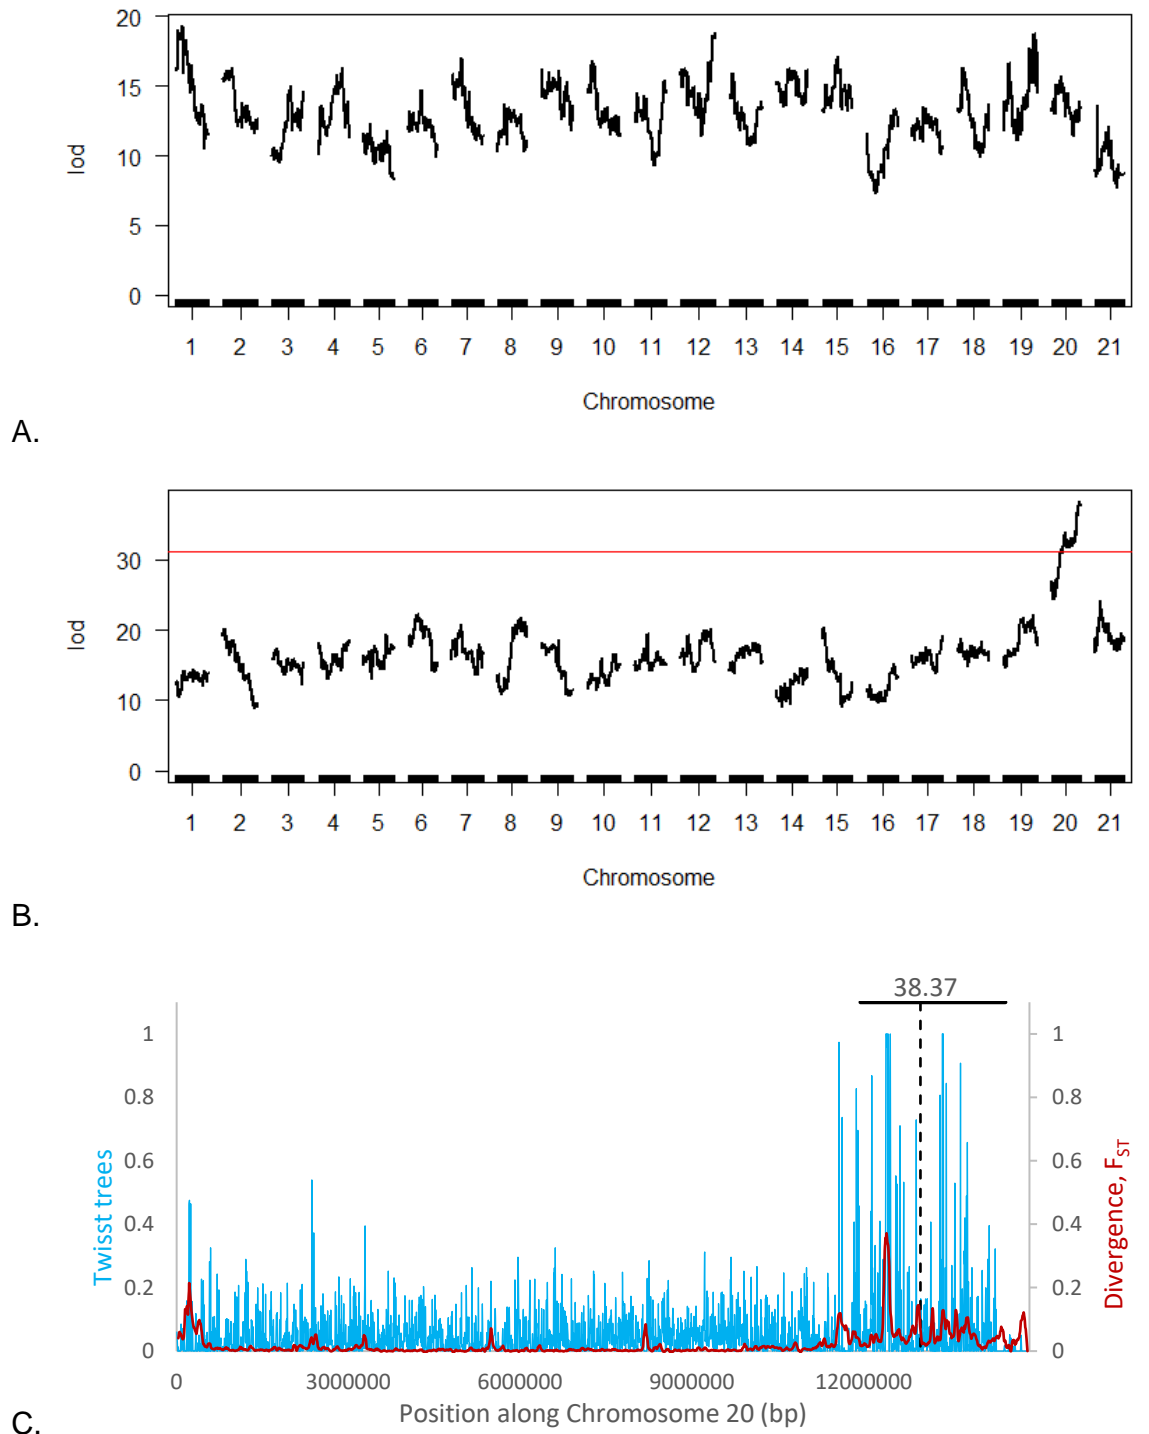 20
15
10
5
0
lod
1 2 3 4 5 6 7 8 9 10 11 12 13 14 15 16 17 18 19 20 21
Chromosome
A.
30
20
10
0
lod
1 2 3 4 5 6 7 8 9 10 11 12 13 14 15 16 17 18 19 20 21
Chromosome
B.
38.37
1 1
0.8 0.8
0.6 0.6
0.4 0.4
0.2 0.2
0 0
Twisst trees
Divergence, FST
0 3000000 6000000 9000000 12000000
Position along Chromosome 20 (bp)
C.